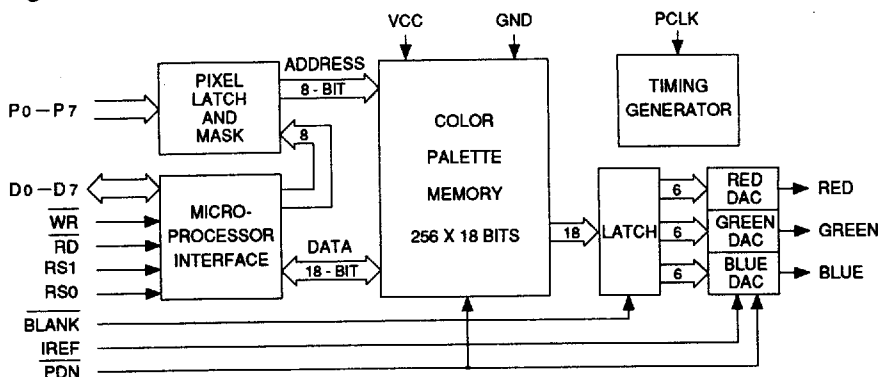 VCC
GND
PCLK
P0-P7
PIXEL
LATCH
AND
MASK
ADDRESS
8 - BIT
8
COLOR
PALETTE
MEMORY
256 X 18 BITS
TIMING
GENERATOR
D0-D7
WR
RD
RS1
RS0
MICRO-
PROCESSOR
INTERFACE
DATA
18 - BIT
18
LATCH
6
6
6
RED
DAC
GREEN
DAC
BLUE
DAC
RED
GREEN
BLUE
BLANK
IREF
PDN